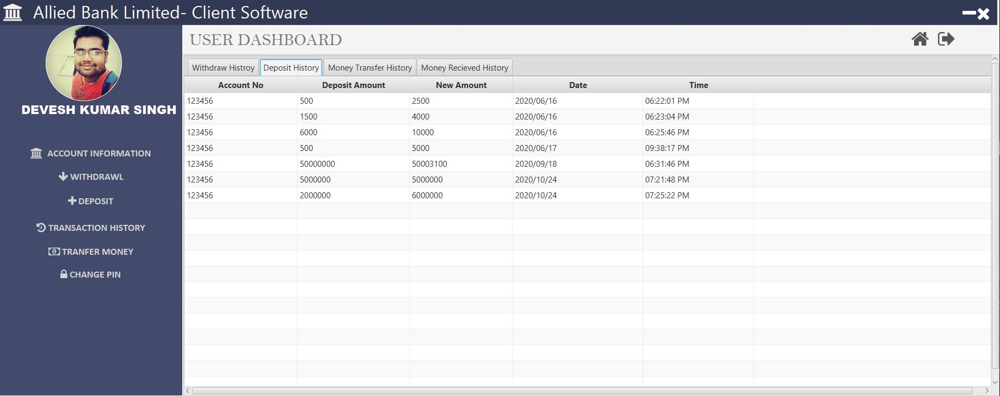 Allied Bank Limited- Client Software
DEVESH KUMAR SINGH
ACCOUNT INFORMATION
WITHDRAWL
DEPOSIT
TRANSACTION HISTORY
TRANFER MONEY
CHANGE PIN
USER DASHBOARD
Withdraw Histroy Deposit History Money Transfer History Money Recieved History
Account No Deposit Amount New Amount Date Time
123456 500 2500 2020/06/16 06:22:01 PM
123456 1500 4000 2020/06/16 06:23:04 PM
123456 6000 10000 2020/06/16 06:25:46 PM
123456 500 5000 2020/06/17 09:38:17 PM
123456 50000000 50003100 2020/09/18 06:31:46 PM
123456 5000000 5000000 2020/10/24 07:21:48 PM
123456 2000000 6000000 2020/10/24 07:25:22 PM